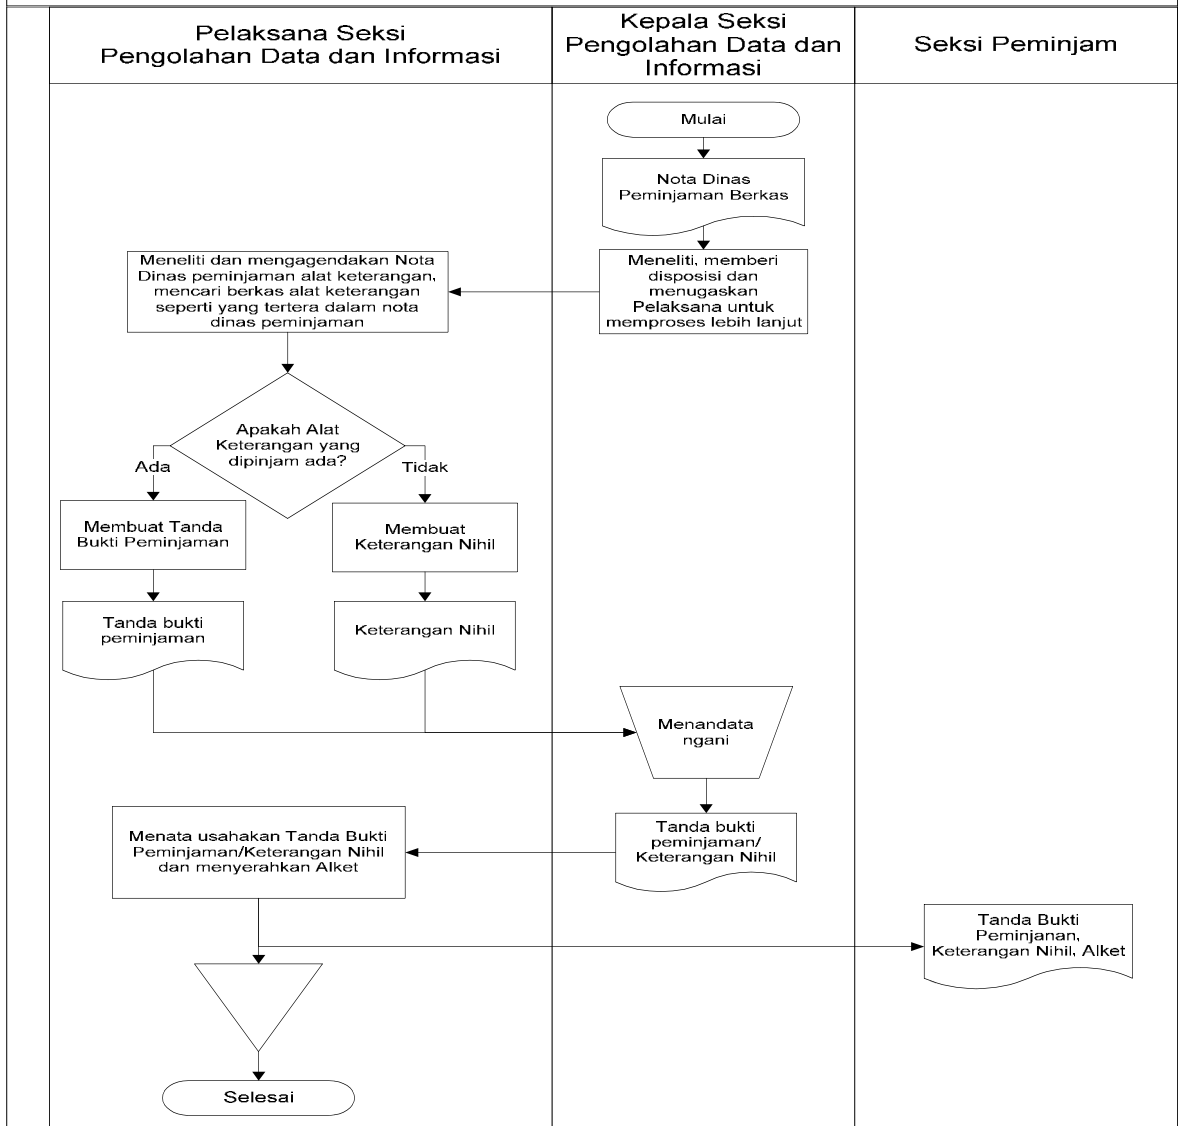 Pelaksana Seksi
Pengolahan Data dan Informasi
Kepala Seksi
Pengolahan Data dan
Informasi
Seksi Peminjam
Mulai
Nota Dinas
Peminjaman Berkas
Meneliti, memberi
disposisi dan
menugaskan
Pelaksana untuk
memproses lebih lanjut
Meneliti dan mengagendakan Nota
Dinas peminjaman alat keterangan,
mencari berkas alat keterangan
seperti yang tertera dalam nota
dinas peminjaman
Apakah Alat
Keterangan yang
dipinjam ada?
Ada
Tidak
Membuat Tanda
Bukti Peminjaman
Membuat
Keterangan Nihil
Tanda bukti
peminjaman
Keterangan Nihil
Menandata
ngani
Tanda bukti
peminjaman/
Keterangan Nihil
Menata usahakan Tanda Bukti
Peminjaman/Keterangan Nihil
dan menyerahkan Alket
Tanda Bukti
Peminjanan,
Keterangan Nihil, Alket
Selesai